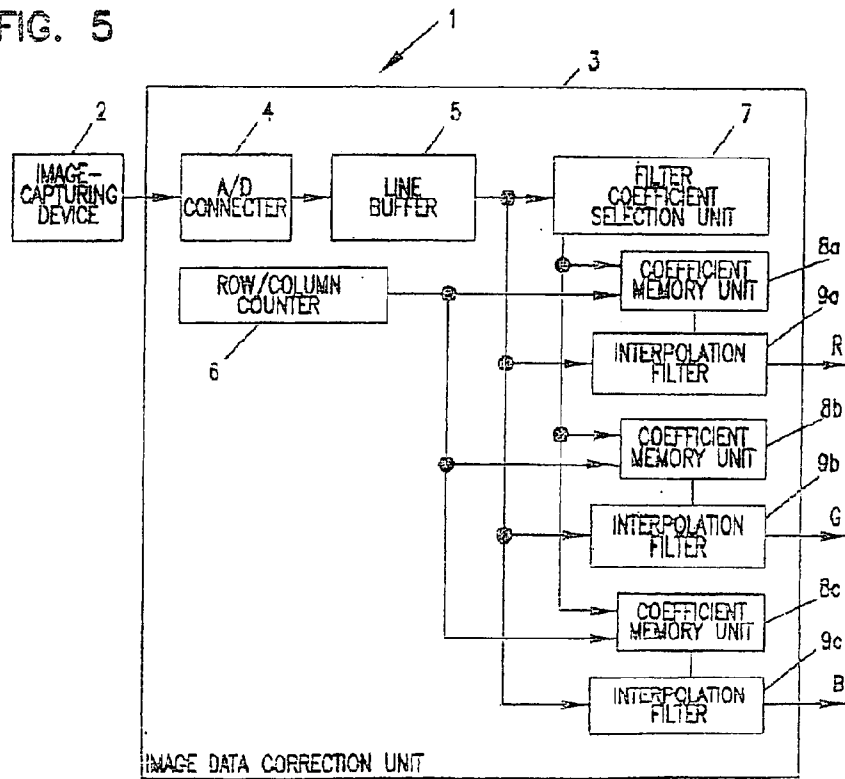 FIG. 5
1
3
2
4
5
7
IMAGE-
CAPTURING
DEVICE
A/D
CONNECTER
LINE
BUFFER
FILTER
COEFFICIENT
SELECTION UNIT
8a
COEFFICIENT
MEMORY UNIT
ROW/COLUMN
COUNTER
6
9a
INTERPOLATION
FILTER
R
8b
COEFFICIENT
MEMORY UNIT
9b
INTERPOLATION
FILTER
G
8c
COEFFICIENT
MEMORY UNIT
9c
INTERPOLATION
FILTER
B
IMAGE DATA CORRECTION UNIT